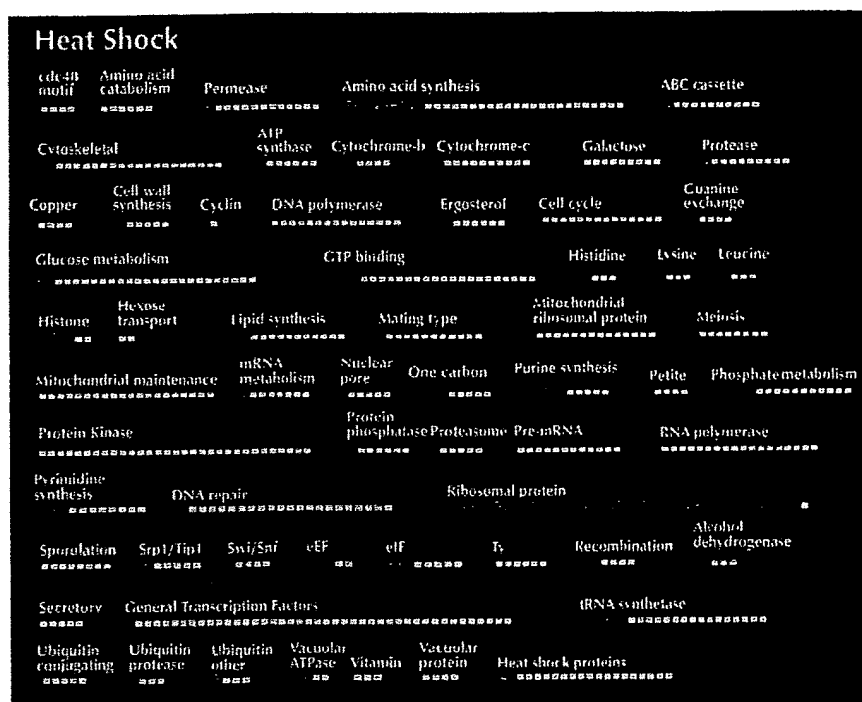 Heat Shock
cdc48 motif
Amino acid catabolism
Permease
Amino acid synthesis
ABC cassette
Cytoskeletal
ATP synthase
Cytochrome-b
Cytochrome-c
Galactose
Protease
Copper
Cell wall synthesis
Cyclin
DNA polymerase
Ergosterol
Cell cycle
Guanine exchange
Glucose metabolism
GTP binding
Histidine
Lysine
Leucine
Histone
Hexose transport
Lipid synthesis
Mating type
Mitochondrial ribosomal protein
Meiosis
Mitochondrial maintenance
mRNA metabolism
Nuclear pore
One carbon
Purine synthesis
Petite
Phosphate metabolism
Protein Kinase
Protein phosphatase
Proteasome
Pre-mRNA
RNA polymerase
Pyrimidine synthesis
DNA repair
Ribosomal protein
Sporulation
Srp1/Tip1
Swi/Snf
eEF
eIF
Ty
Recombination
Alcohol dehydrogenase
Secretory
General Transcription Factors
tRNA synthetase
Ubiquitin conjugating
Ubiquitin protease
Ubiquitin other
Vacuolar ATPase
Vitamin
Vacuolar protein
Heat shock proteins